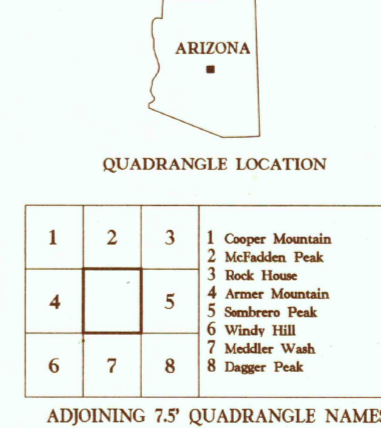 ARIZONA
QUADRANGLE LOCATION
1 2 3
4 5
6 7 8
1 Cooper Mountain
2 McFadden Peak
3 Rock House
4 Armer Mountain
5 Sombrero Peak
6 Windy Hill
7 Meddler Wash
8 Dagger Peak
ADJOINING 7.5' QUADRANGLE NAMES